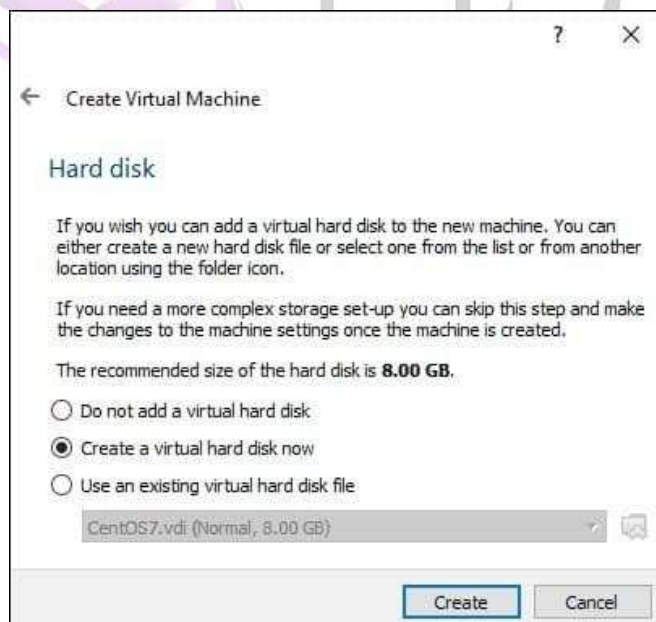 ?
Create Virtual Machine
Hard disk
If you wish you can add a virtual hard disk to the new machine. You can
either create a new hard disk file or select one from the list or from another
location using the folder icon.
If you need a more complex storage set-up you can skip this step and make
the changes to the machine settings once the machine is created.
The recommended size of the hard disk is 8.00 GB.
Do not add a virtual hard disk
Create a virtual hard disk now
Use an existing virtual hard disk file
CentOS7.vdi (Normal, 8.00 GB)
Create Cancel